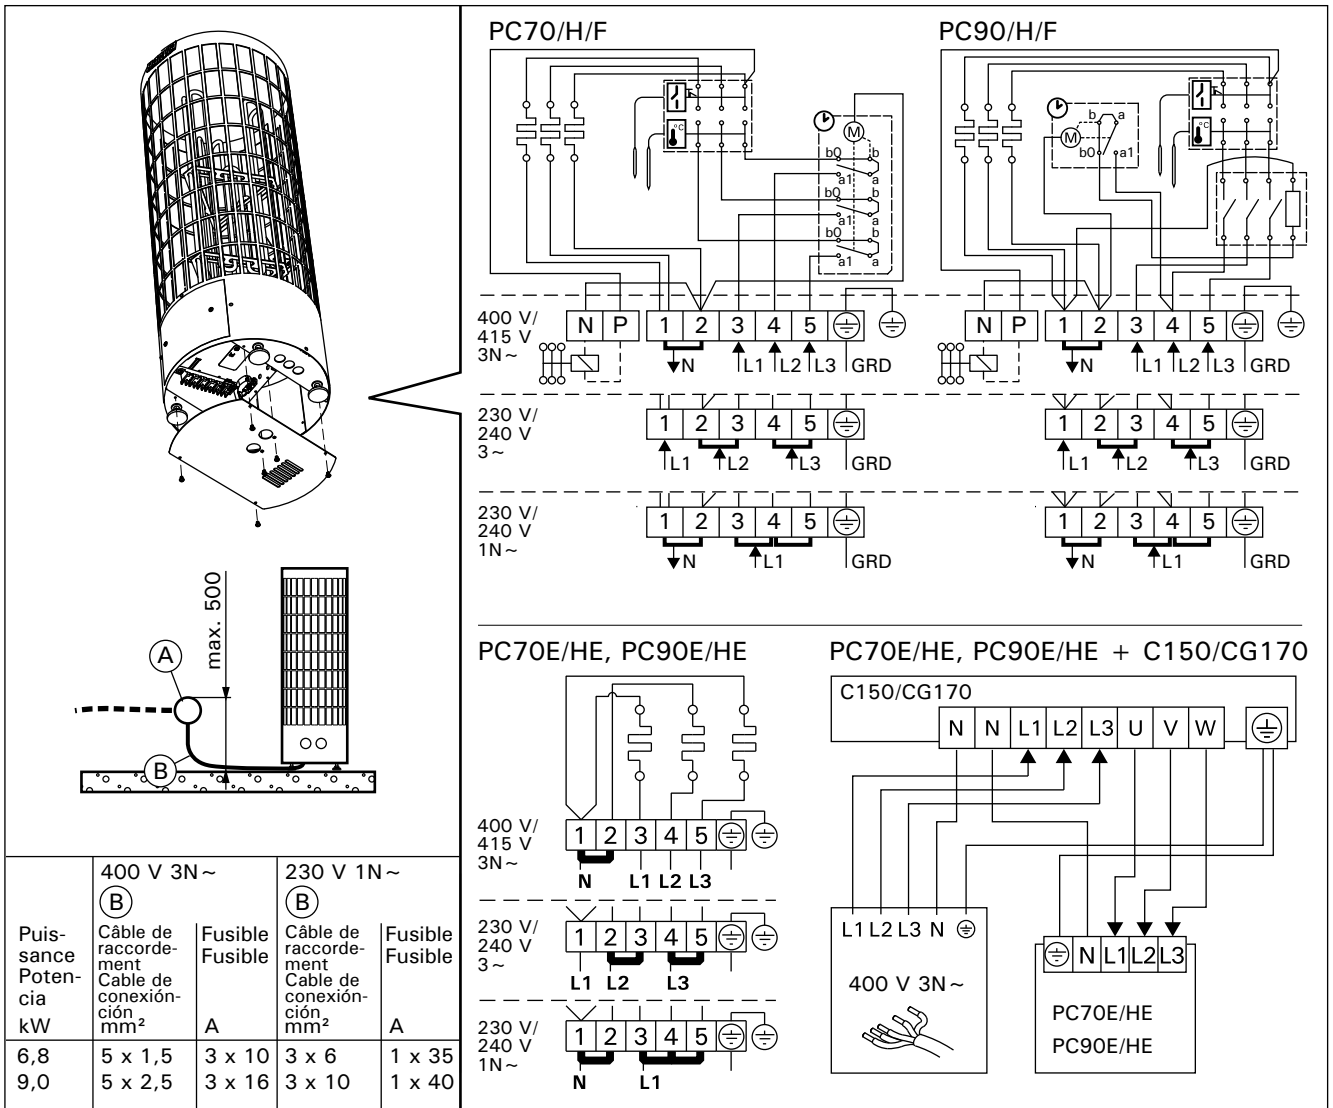 PC70/H/F
PC90/H/F
°C
M
b0 b
a1 a
b0 b
a1 a
b0 b
a1 a
M
b a
b0 a1
°C
400 V/
415 V
3N~
N P 1 2 3 4 5
N L1 L2 L3 GRD
N P 1 2 3 4 5
N L1 L2 L3 GRD
230 V/
240 V
3~
1 2 3 4 5
L1 L2 L3 GRD
1 2 3 4 5
L1 L2 L3 GRD
230 V/
240 V
1N~
1 2 3 4 5
N L1 GRD
1 2 3 4 5
N L1 GRD
max. 500
A
B
400 V 3N~
230 V 1N~
B
B
Puis-
sance
Poten-
cia
kW
Câble de
raccorde-
ment
Cable de
conexión-
ción
mm²
Fusible
Fusible
A
Câble de
raccorde-
ment
Cable de
conexión-
ción
mm²
Fusible
Fusible
A
6,8 5 x 1,5 3 x 10 3 x 6 1 x 35
9,0 5 x 2,5 3 x 16 3 x 10 1 x 40
PC70E/HE, PC90E/HE
400 V/
415 V
3N~
1 2 3 4 5
N L1 L2 L3
230 V/
240 V
3~
1 2 3 4 5
L1 L2 L3
230 V/
240 V
1N~
1 2 3 4 5
N L1
PC70E/HE, PC90E/HE + C150/CG170
C150/CG170
N N L1 L2 L3 U V W
L1 L2 L3 N
400 V 3N~
N L1 L2 L3
PC70E/HE
PC90E/HE